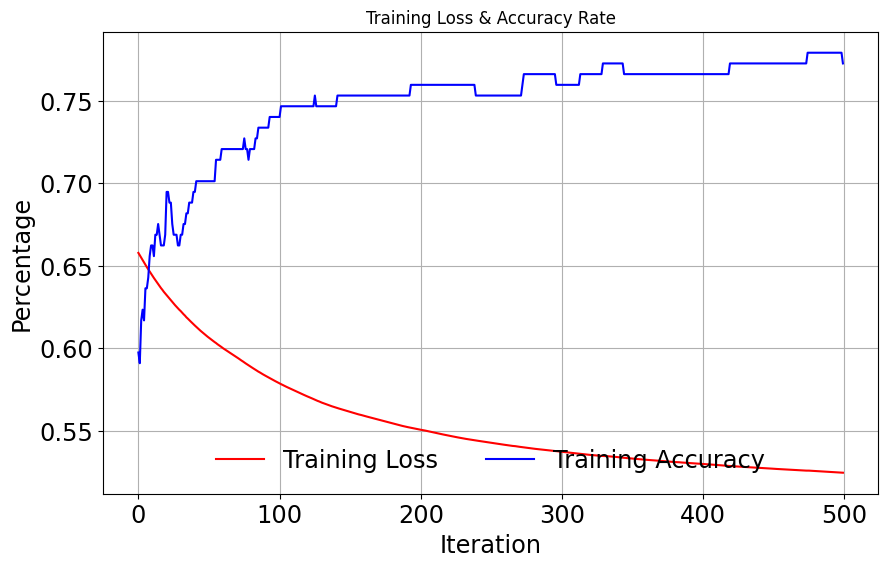 Training Loss & Accuracy Rate
0.75
0.70
0.65
0.60
0.55
Percentage
Training Loss
Training Accuracy
0 100 200 300 400 500
Iteration